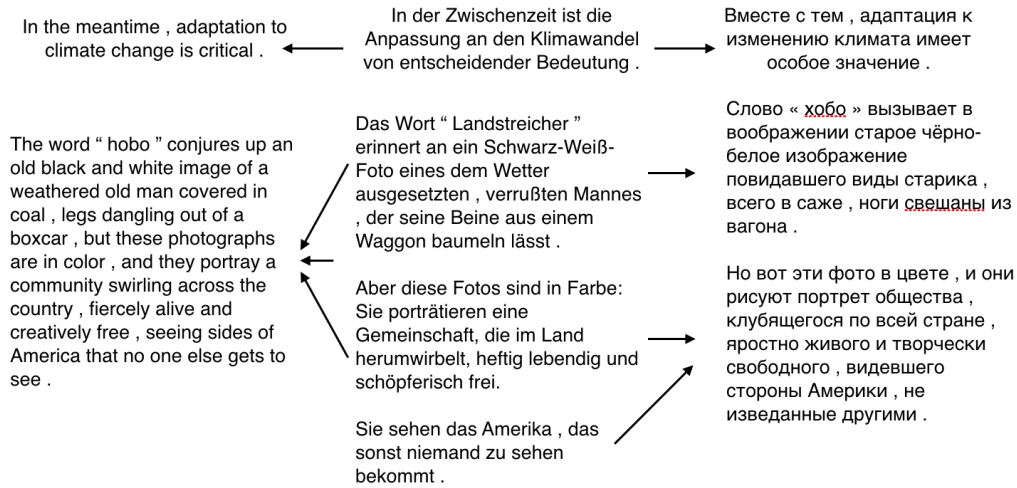 In the meantime , adaptation to
climate change is critical .
In der Zwischenzeit ist die
Anpassung an den Klimawandel
von entscheidender Bedeutung .
Вместе с тем , адаптация к
изменению климата имеет
особое значение .
The word “ hobo ” conjures up an
old black and white image of a
weathered old man covered in
coal , legs dangling out of a
boxcar , but these photographs
are in color , and they portray a
community swirling across the
country , fiercely alive and
creatively free , seeing sides of
America that no one else gets to
see .
Das Wort “ Landstreicher ”
erinnert an ein Schwarz-Weiß-
Foto eines dem Wetter
ausgesetzten , verrußten Mannes
, der seine Beine aus einem
Waggon baumeln lässt .
Aber diese Fotos sind in Farbe:
Sie porträtieren eine
Gemeinschaft, die im Land
herumwirbelt, heftig lebendig und
schöpferisch frei.
Sie sehen das Amerika , das
sonst niemand zu sehen
bekommt .
Слово « хобо » вызывает в
воображении старое чёрно-
белое изображение
повидавшего виды старика ,
всего в саже , ноги свешаны из
вагона .
Но вот эти фото в цвете , и они
рисуют портрет общества ,
клубящегося по всей стране ,
яростно живого и творчески
свободного , видевшего
стороны Америки , не
изведанные другими .